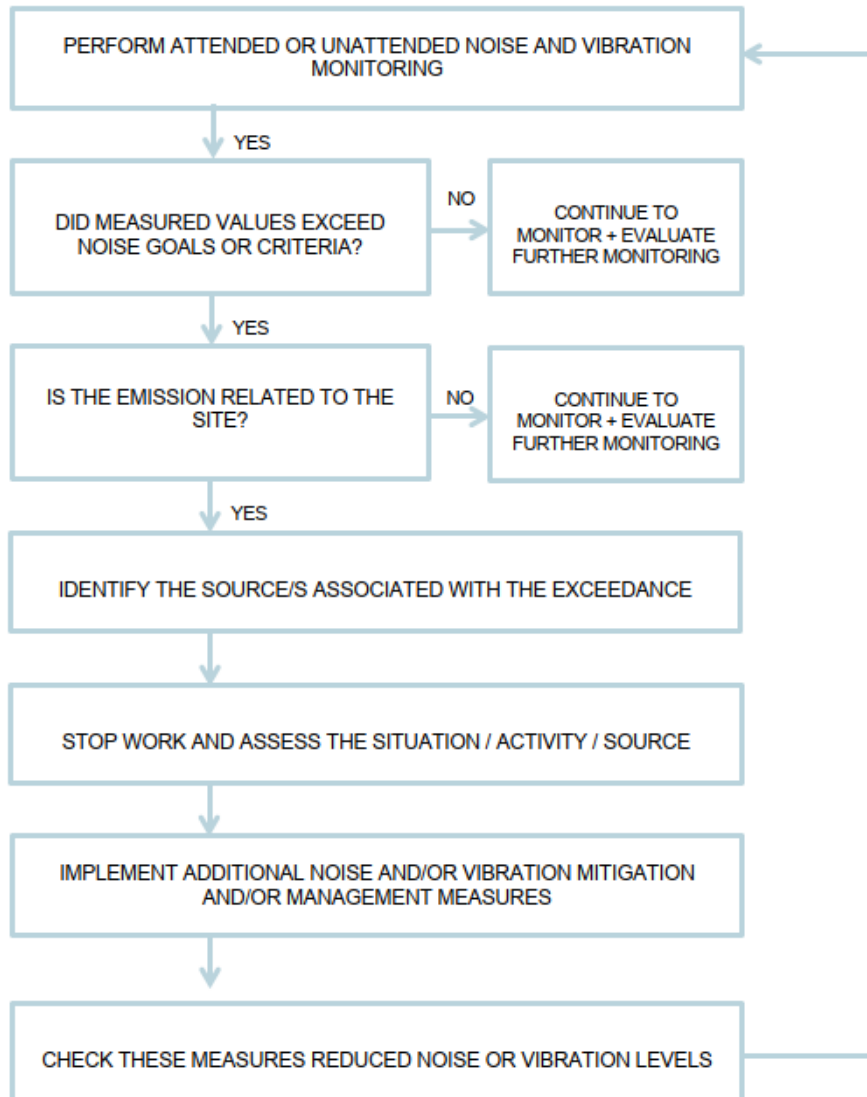 PERFORM ATTENDED OR UNATTENDED NOISE AND VIBRATION
MONITORING
YES
DID MEASURED VALUES EXCEED
NOISE GOALS OR CRITERIA?
NO
CONTINUE TO
MONITOR + EVALUATE
FURTHER MONITORING
YES
IS THE EMISSION RELATED TO THE
SITE?
NO
CONTINUE TO
MONITOR + EVALUATE
FURTHER MONITORING
YES
IDENTIFY THE SOURCE/S ASSOCIATED WITH THE EXCEEDANCE
STOP WORK AND ASSESS THE SITUATION / ACTIVITY / SOURCE
IMPLEMENT ADDITIONAL NOISE AND/OR VIBRATION MITIGATION
AND/OR MANAGEMENT MEASURES
CHECK THESE MEASURES REDUCED NOISE OR VIBRATION LEVELS